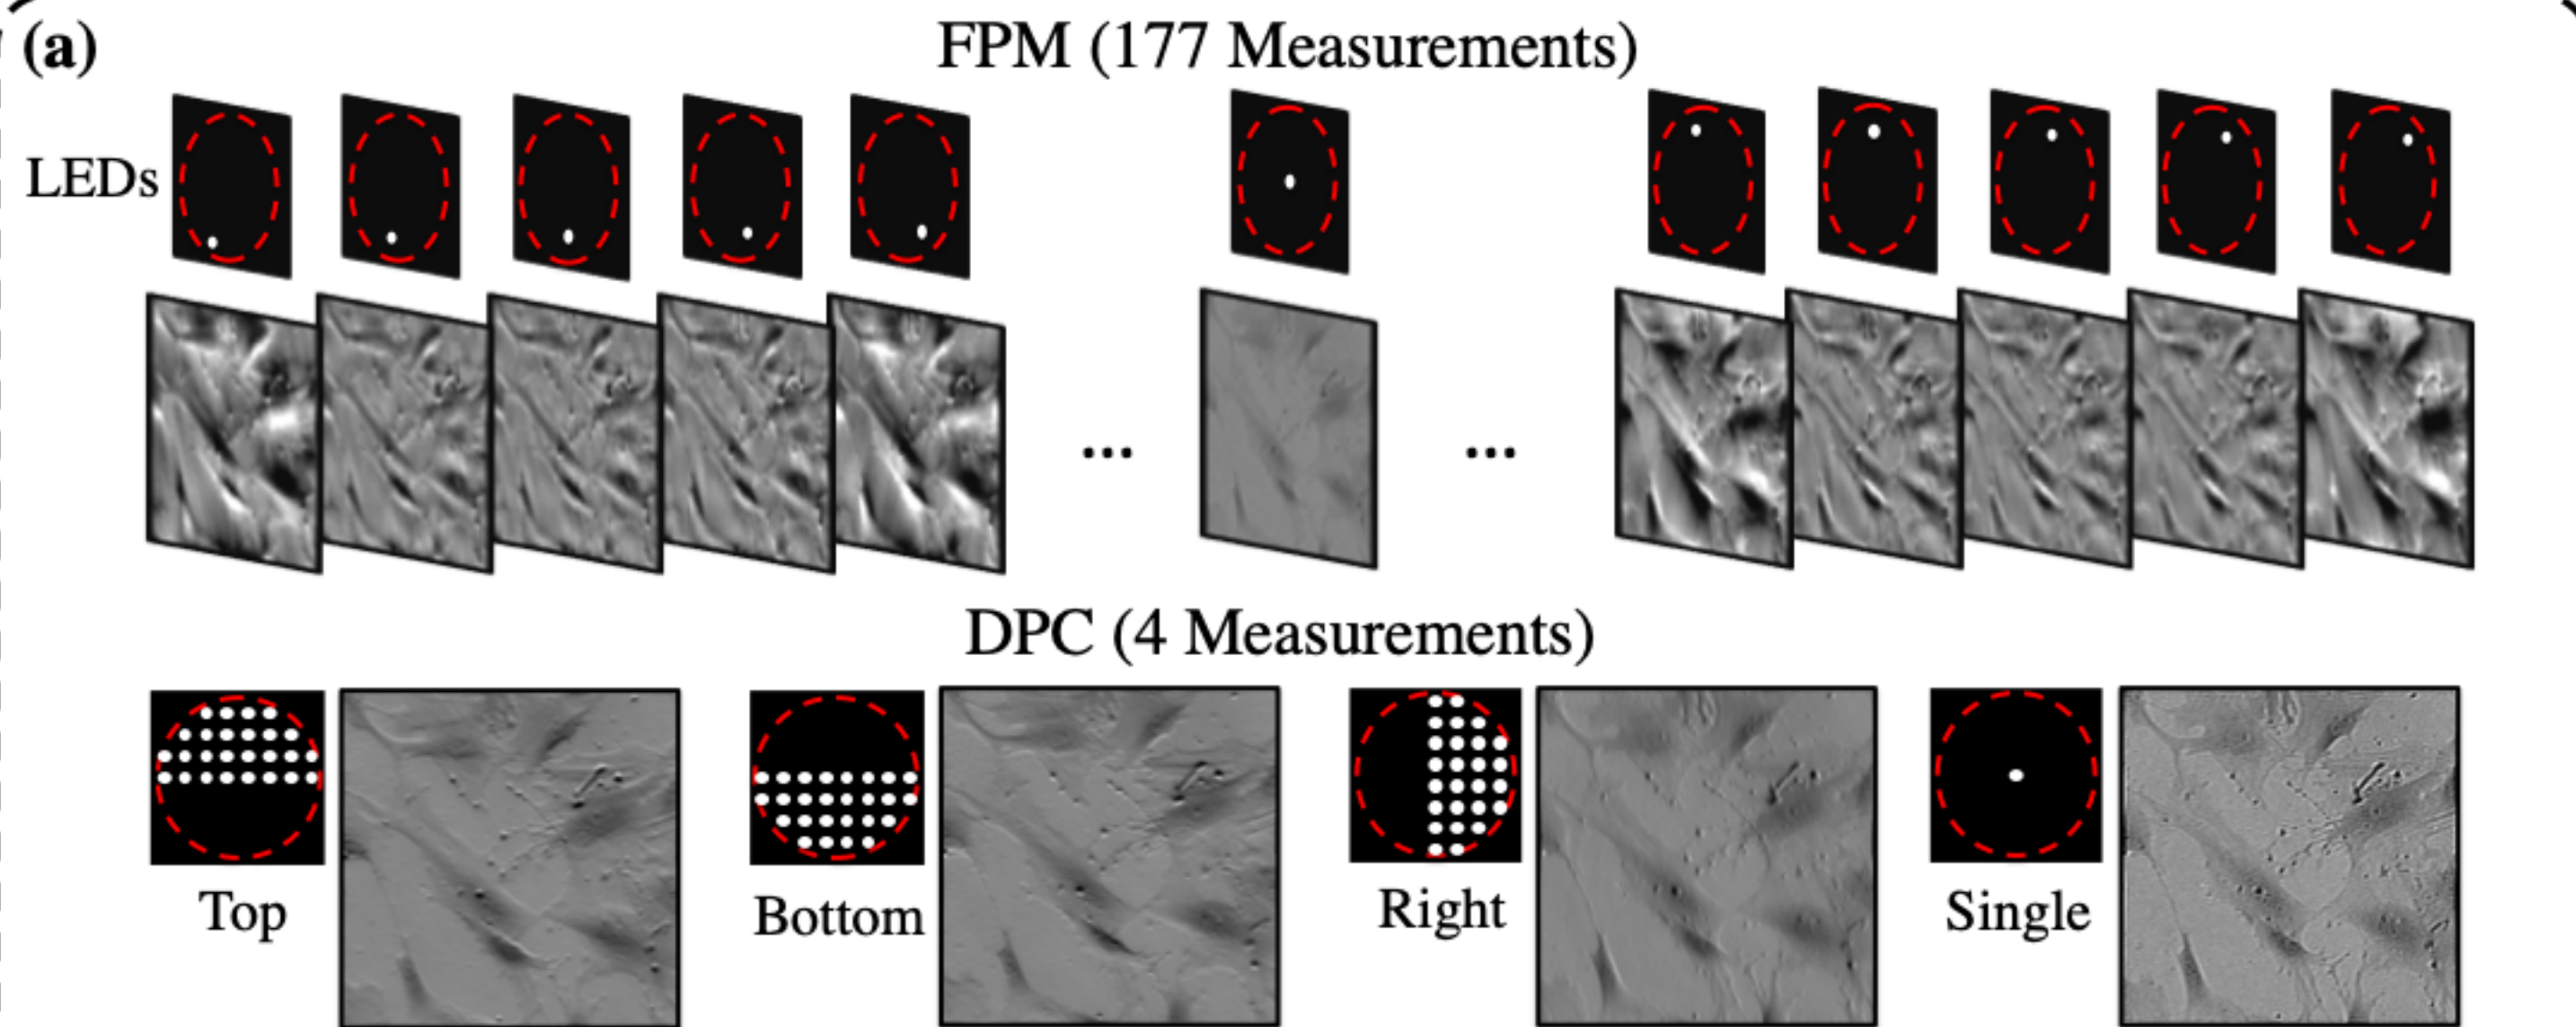 (a)
FPM (177 Measurements)
LEDs
...
...
DPC (4 Measurements)
Top
Bottom
Right
Single